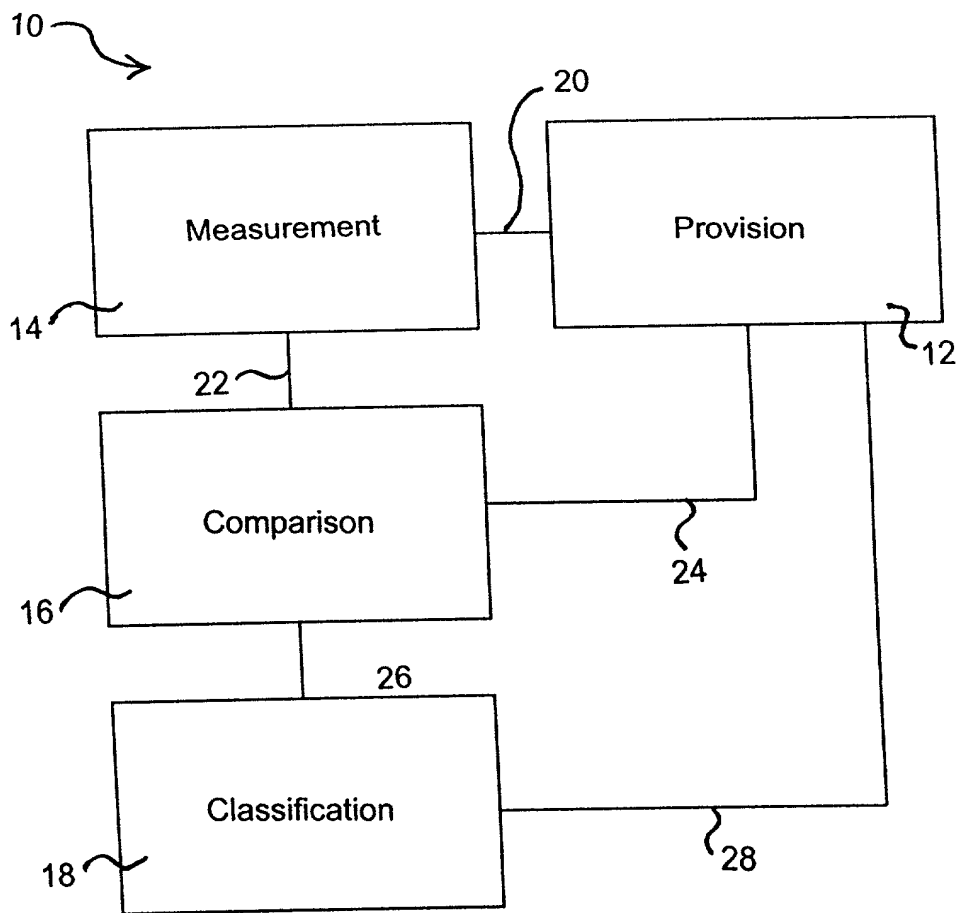 10
20
Measurement
Provision
14
12
22
Comparison
24
16
26
Classification
28
18